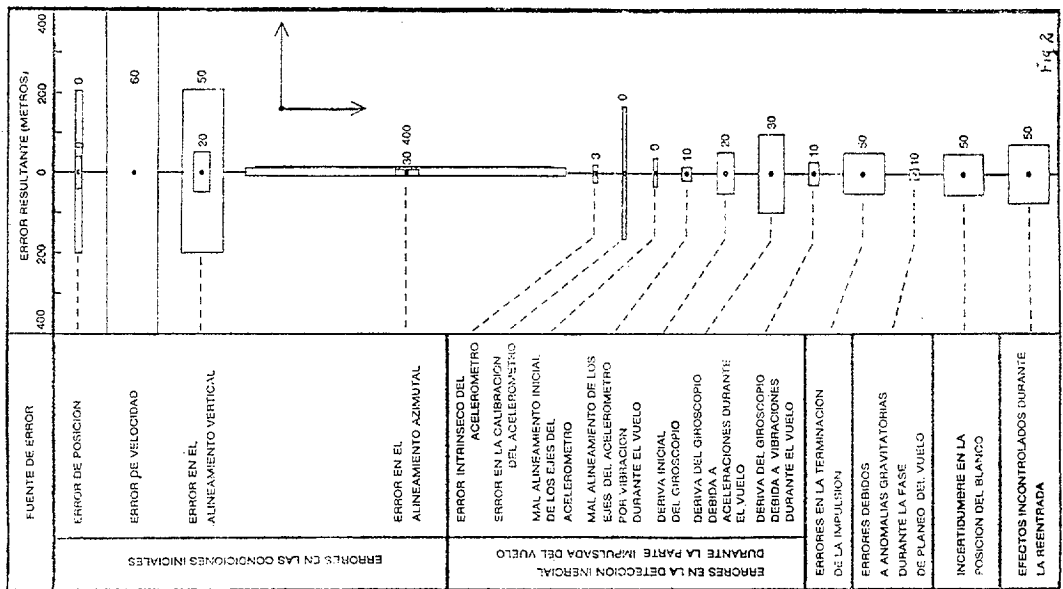 FUENTE DE ERROR
ERROR RESULTANTE (METROS)
400
200
0
200
400
ERRORES EN LAS CONDICIONES INICIALES
ERROR DE POSICION
0
ERROR DE VELOCIDAD
60
ERROR EN EL
ALINEAMIENTO VERTICAL
20
50
ERROR EN EL
ALINEAMIENTO AZIMUTAL
30
400
ERRORES EN LA DETECCION INERCIAL
DURANTE LA PARTE IMPULSADA DEL VUELO
ERROR INTRINSECO DEL
ACELEROMETRO
3
ERROR EN LA CALIBRACION
DEL ACELEROMETRO
0
MAL ALINEAMIENTO INICIAL
DE LOS EJES DEL
ACELEROMETRO
0
MAL ALINEAMIENTO DE LOS
EJES DEL ACELEROMETRO
POR VIBRACION
DURANTE EL VUELO
10
DERIVA INICIAL
DEL GIROSCOPIO
20
DERIVA DEL GIROSCOPIO
DEBIDA A
ACELERACIONES DURANTE
EL VUELO
30
DERIVA DEL GIROSCOPIO
DEBIDA A VIBRACIONES
DURANTE EL VUELO
10
ERRORES EN LA TERMINACION
DE LA IMPULSION
50
ERRORES DEBIDOS
A ANOMALIAS GRAVITATORIAS
DURANTE LA FASE
DE PLANEO DEL VUELO
10
INCERTIDUMBRE EN LA
POSICION DEL BLANCO
50
EFECTOS INCONTROLADOS DURANTE
LA REENTRADA
50
Fig 2